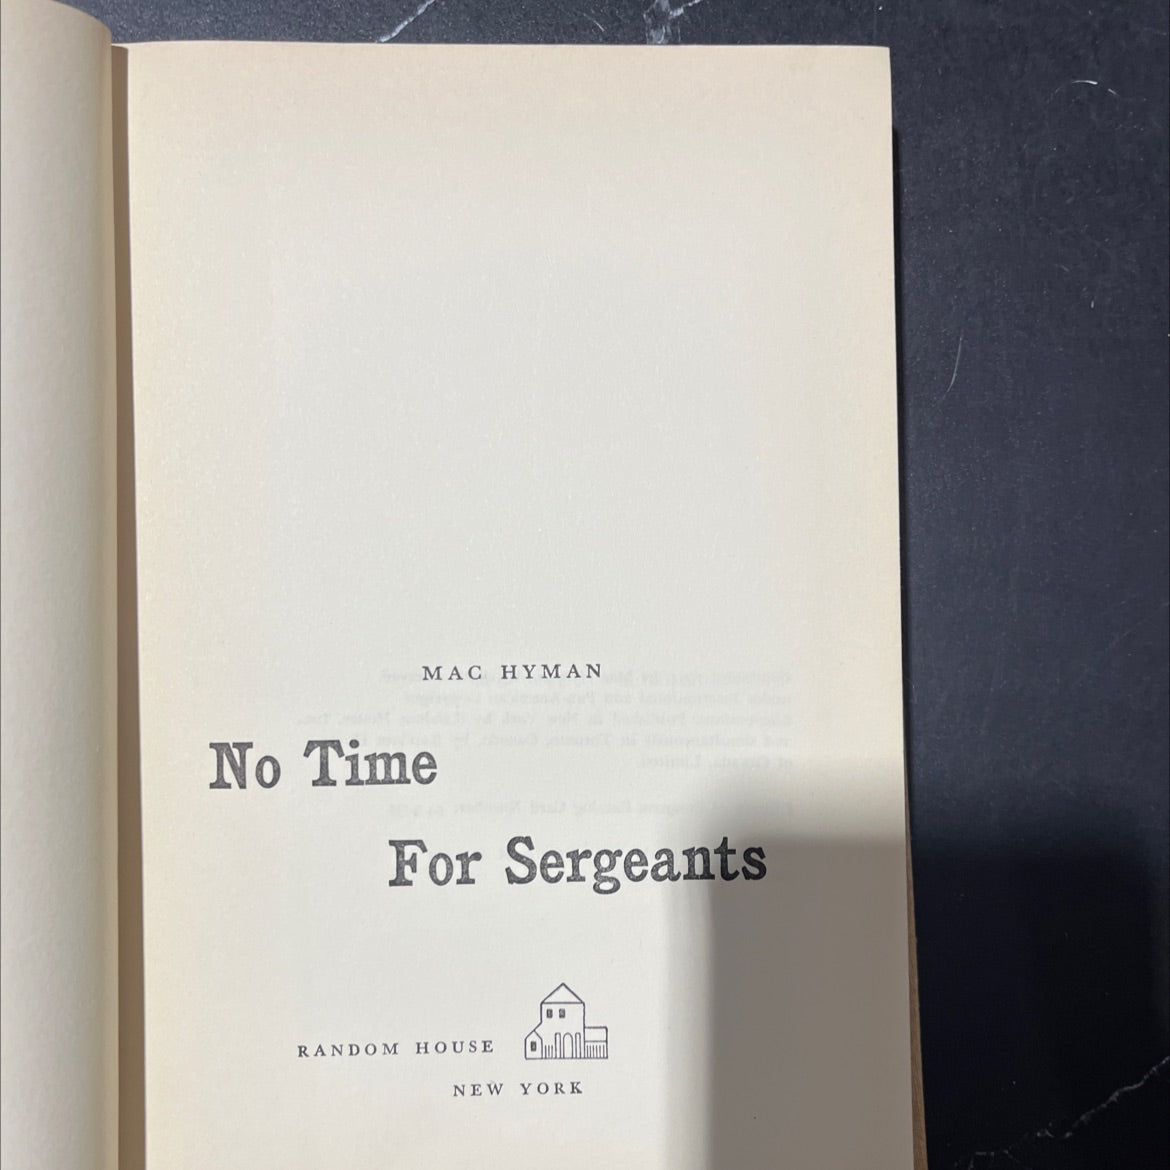 MAC HYMAN
No Time
For Sergeants
RANDOM HOUSE
NEW YORK